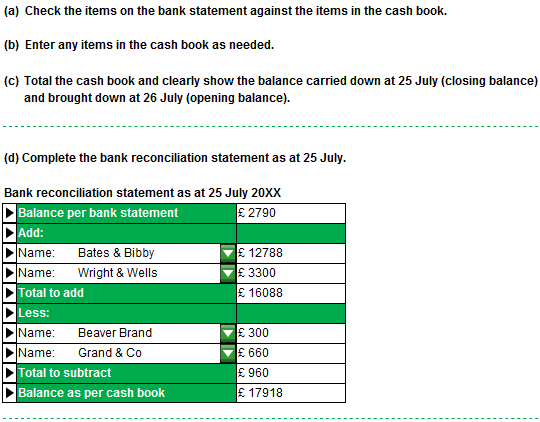 (a) Check the items on the bank statement against the items in the cash book.
(b) Enter any items in the cash book as needed.
(c) Total the cash book and clearly show the balance carried down at 25 July (closing balance)
and brought down at 26 July (opening balance).
(d) Complete the bank reconciliation statement as at 25 July.
Bank reconciliation statement as at 25 July 20XX
Balance per bank statement £ 2790
Add:
Name: Bates & Bibby £ 12788
Name: Wright & Wells £ 3300
Total to add £ 16088
Less:
Name: Beaver Brand £ 300
Name: Grand & Co £ 660
Total to subtract £ 960
Balance as per cash book £ 17918